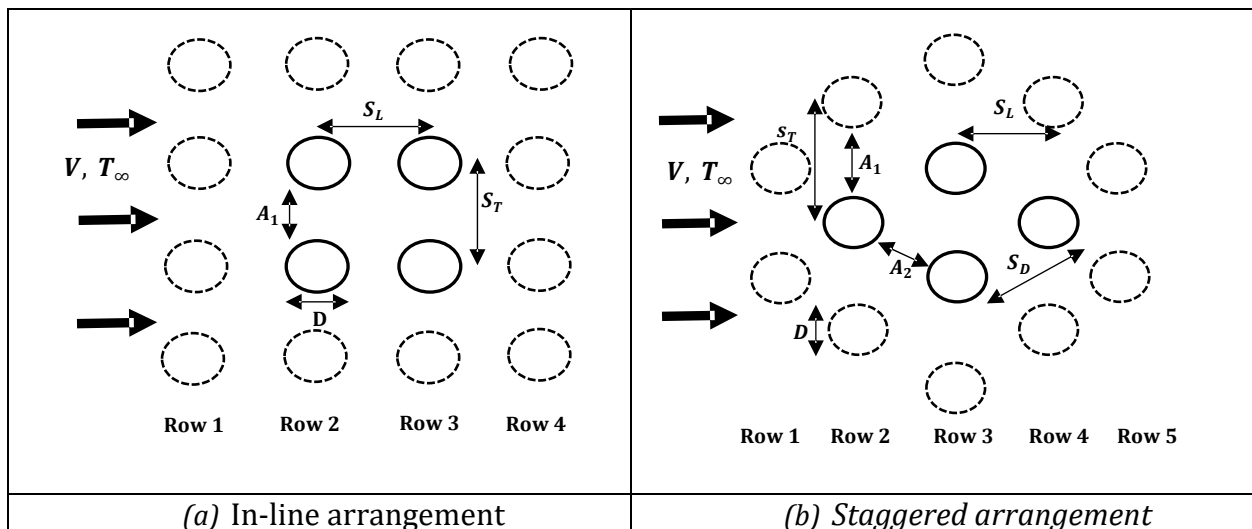 S_L
V, T_∞
A_1
S_T
D
Row 1 Row 2 Row 3 Row 4
(a) In-line arrangement
S_L
s_T
A_1
V, T_∞
A_2
S_D
D
Row 1 Row 2 Row 3 Row 4 Row 5
(b) Staggered arrangement